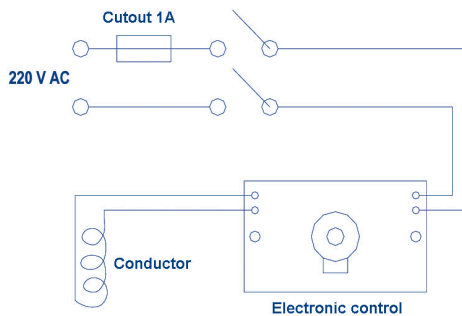 Cutout 1A
220 V AC
Conductor
Electronic control